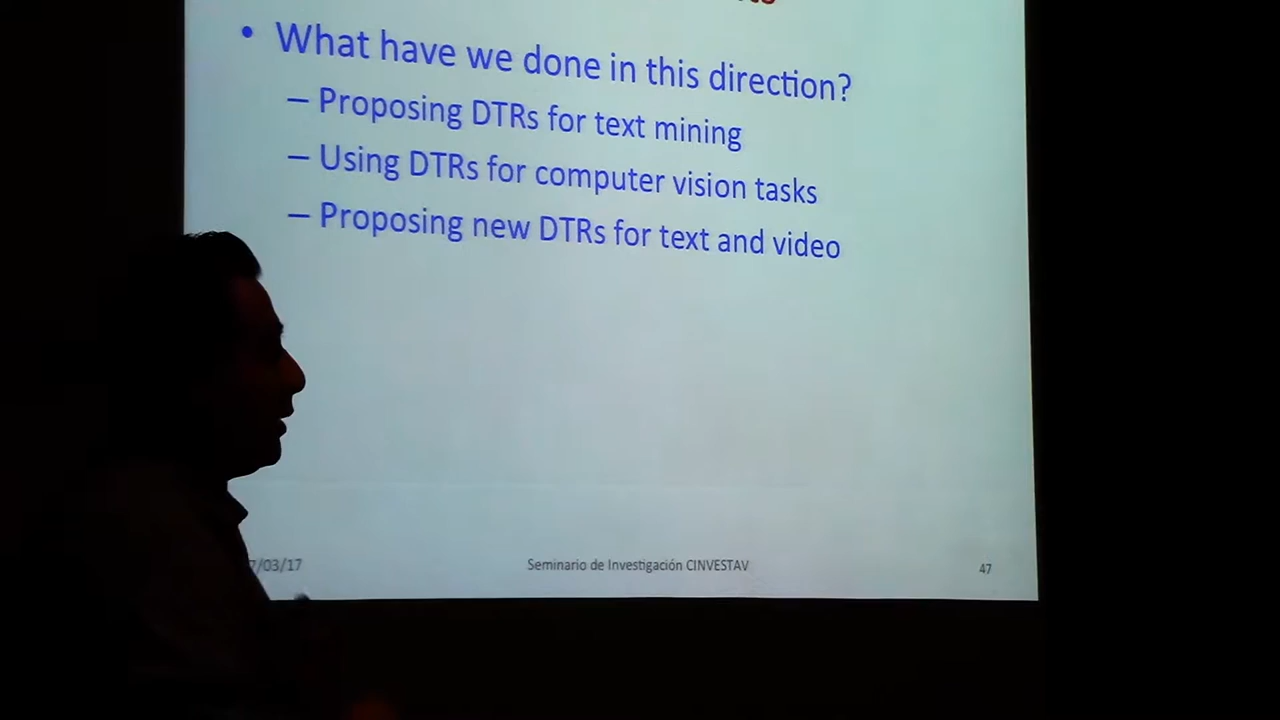 • What have we done in this direction?
– Proposing DTRs for text mining
– Using DTRs for computer vision tasks
– Proposing new DTRs for text and video
7/03/17
Seminario de Investigación CINVESTAV
47